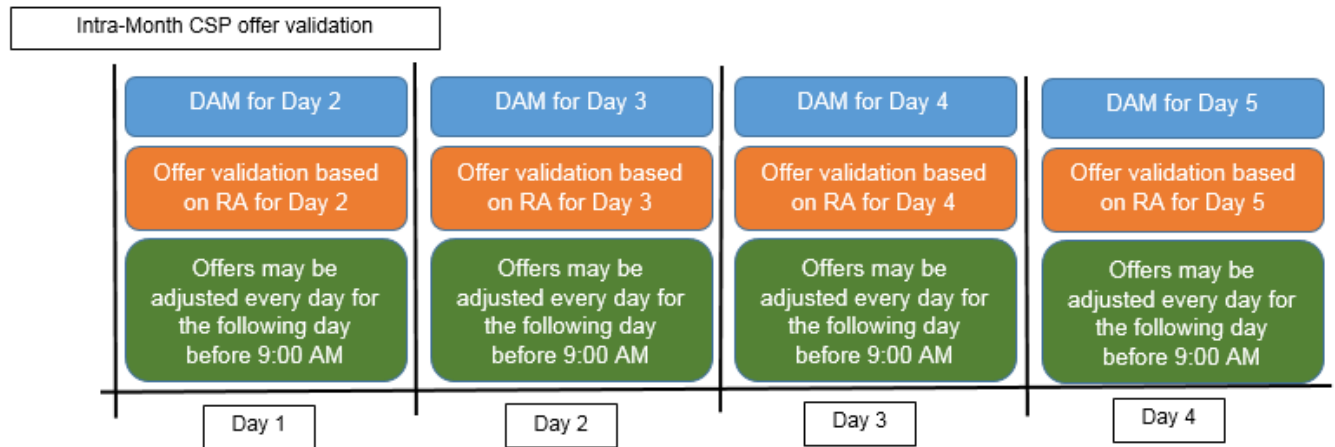 Intra-Month CSP offer validation
DAM for Day 2
DAM for Day 3
DAM for Day 4
DAM for Day 5
Offer validation based
on RA for Day 2
Offer validation based
on RA for Day 3
Offer validation based
on RA for Day 4
Offer validation based
on RA for Day 5
Offers may be
adjusted every day for
the following day
before 9:00 AM
Offers may be
adjusted every day for
the following day
before 9:00 AM
Offers may be
adjusted every day for
the following day
before 9:00 AM
Offers may be
adjusted every day for
the following day
before 9:00 AM
Day 1
Day 2
Day 3
Day 4